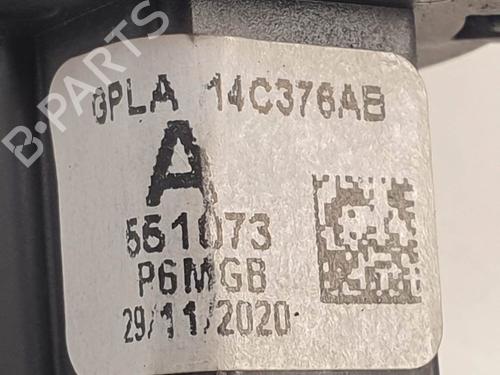 B-PARTS
GPLA 14C376AB
A
551073
P6MGB
29/11/2020